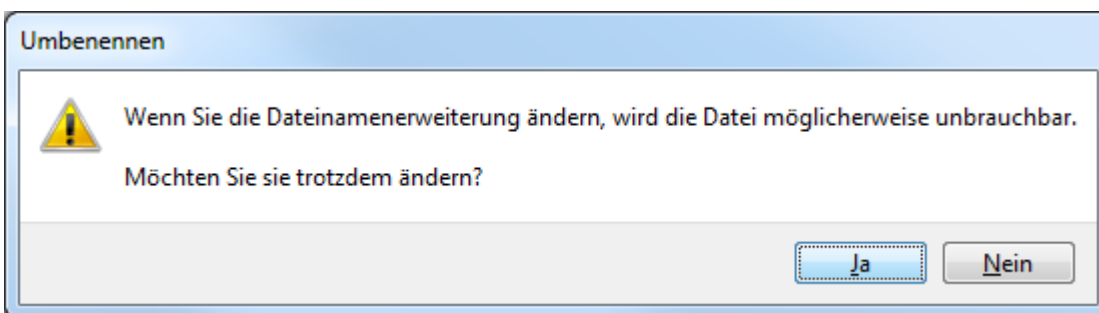 Umbenennen
Wenn Sie die Dateinamenerweiterung ändern, wird die Datei möglicherweise unbrauchbar.
Möchten Sie sie trotzdem ändern?
Ja
Nein